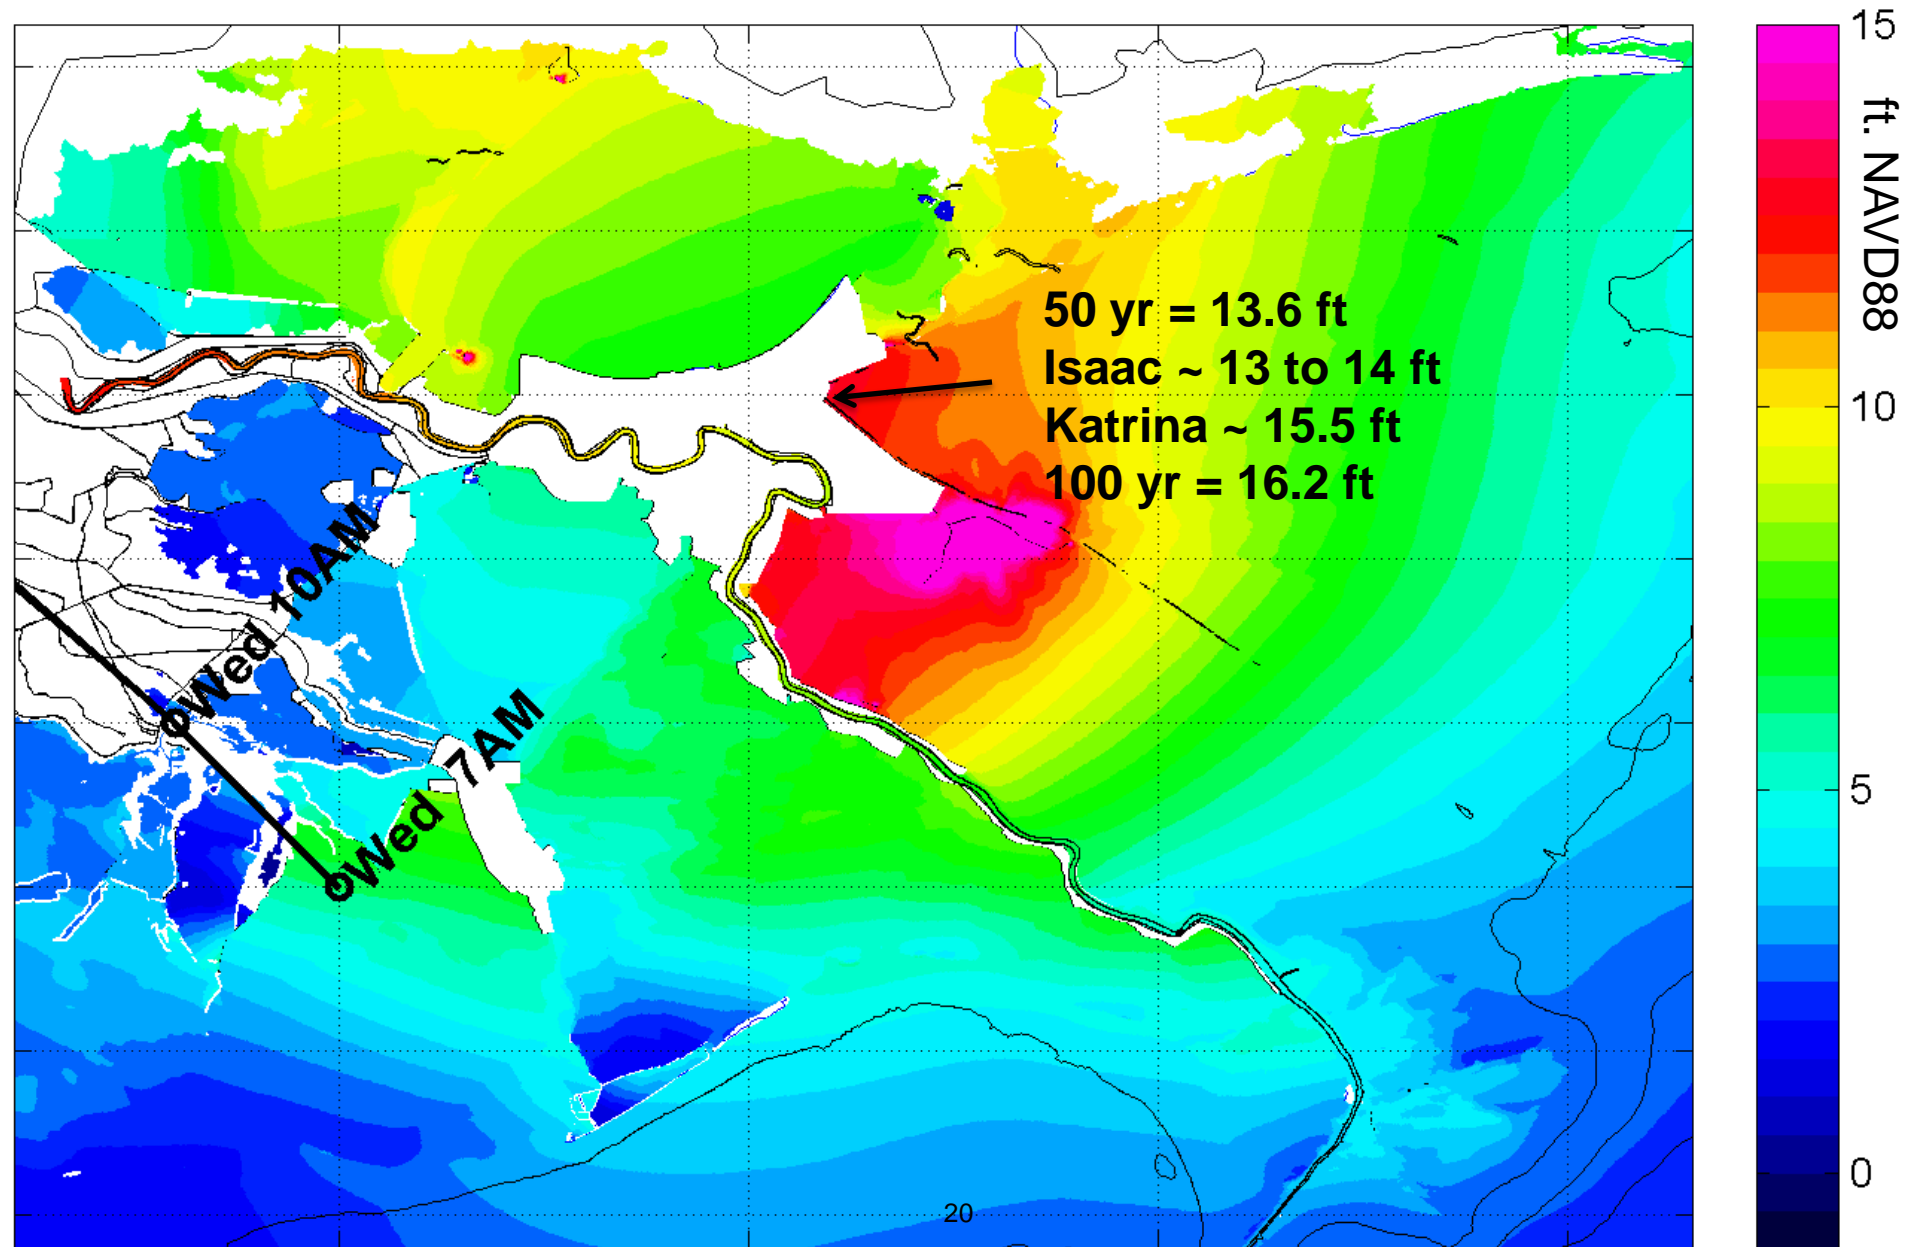 15
ft. NAVD88
50 yr = 13.6 ft
Isaac ~ 13 to 14 ft
Katrina ~ 15.5 ft
100 yr = 16.2 ft
10
Wed 10AM
Wed 7AM
5
0
20